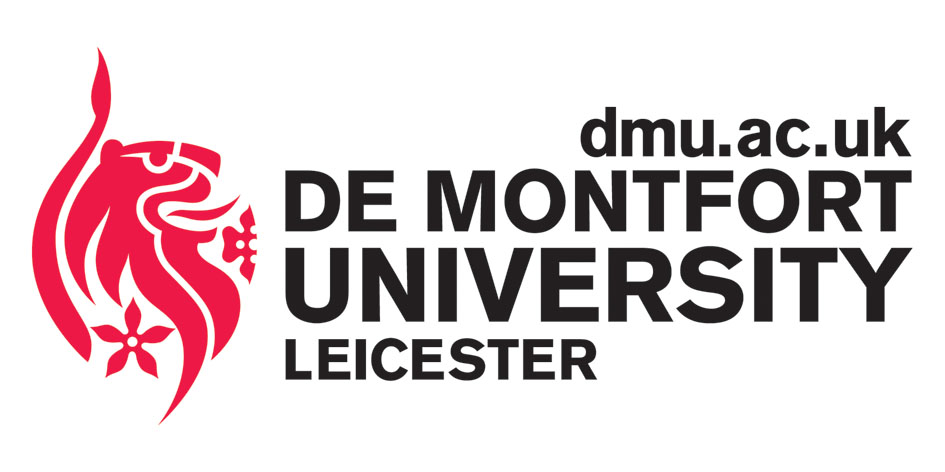 dmu.ac.uk
DE MONTFORT
UNIVERSITY
LEICESTER